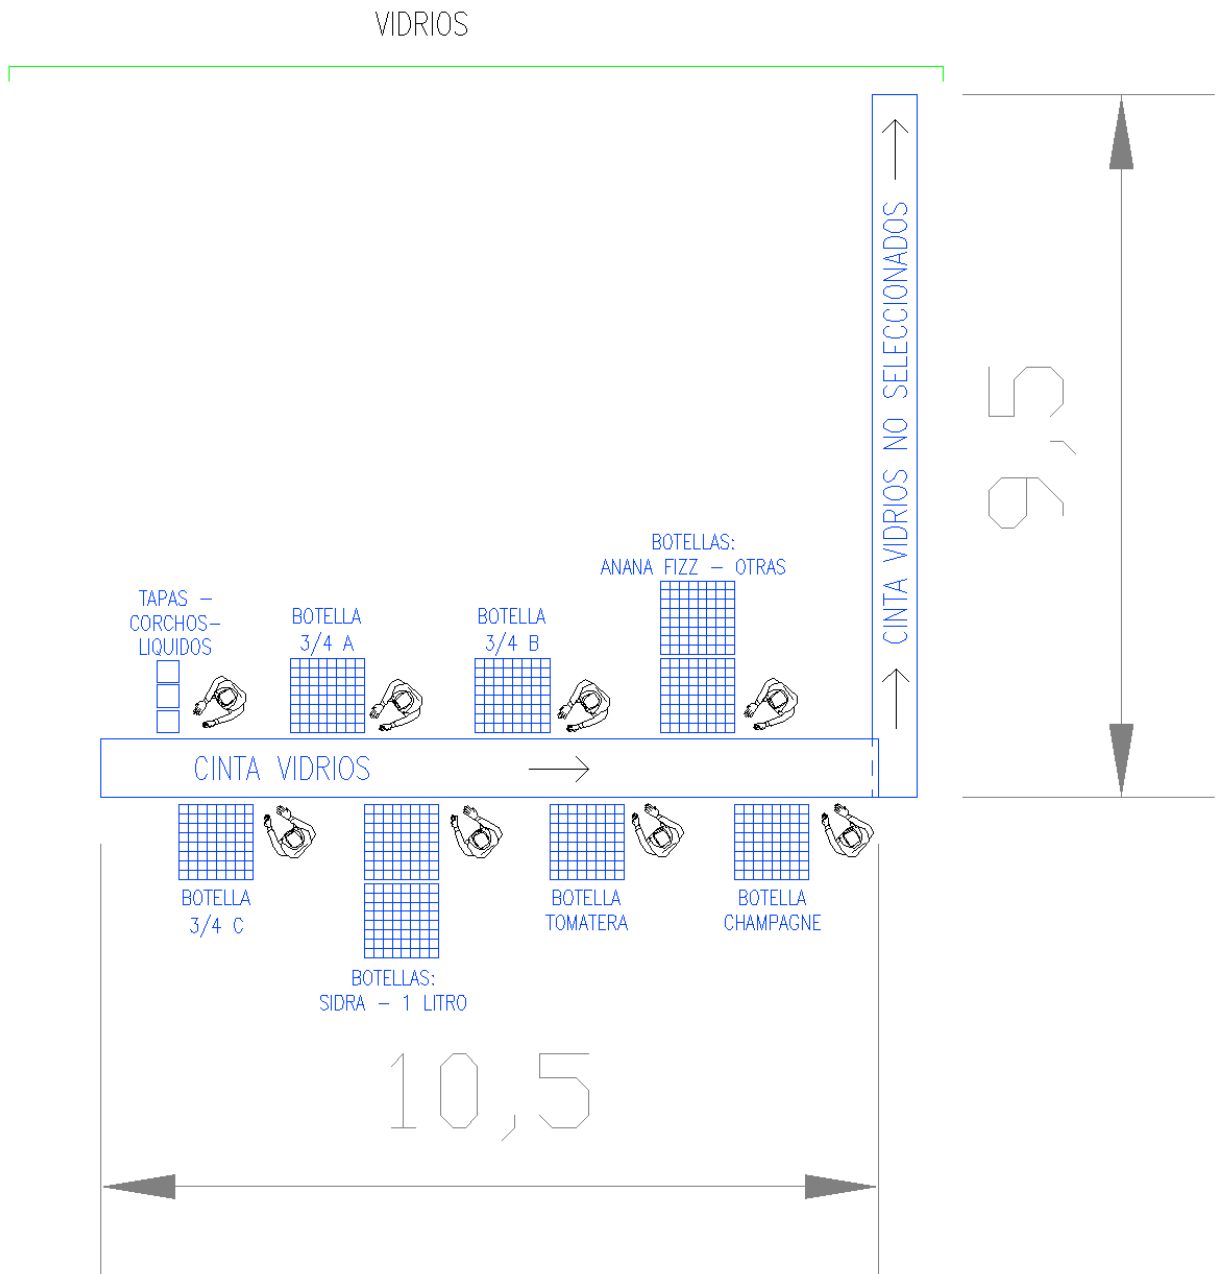 VIDRIOS
CINTA VIDRIOS NO SELECCIONADOS
9,5
BOTELLAS:
ANANA FIZZ – OTRAS
TAPAS –
CORCHOS–
LIQUIDOS
BOTELLA
3/4 A
BOTELLA
3/4 B
CINTA VIDRIOS
BOTELLA
3/4 C
BOTELLAS:
SIDRA – 1 LITRO
BOTELLA
TOMATERA
BOTELLA
CHAMPAGNE
10,5